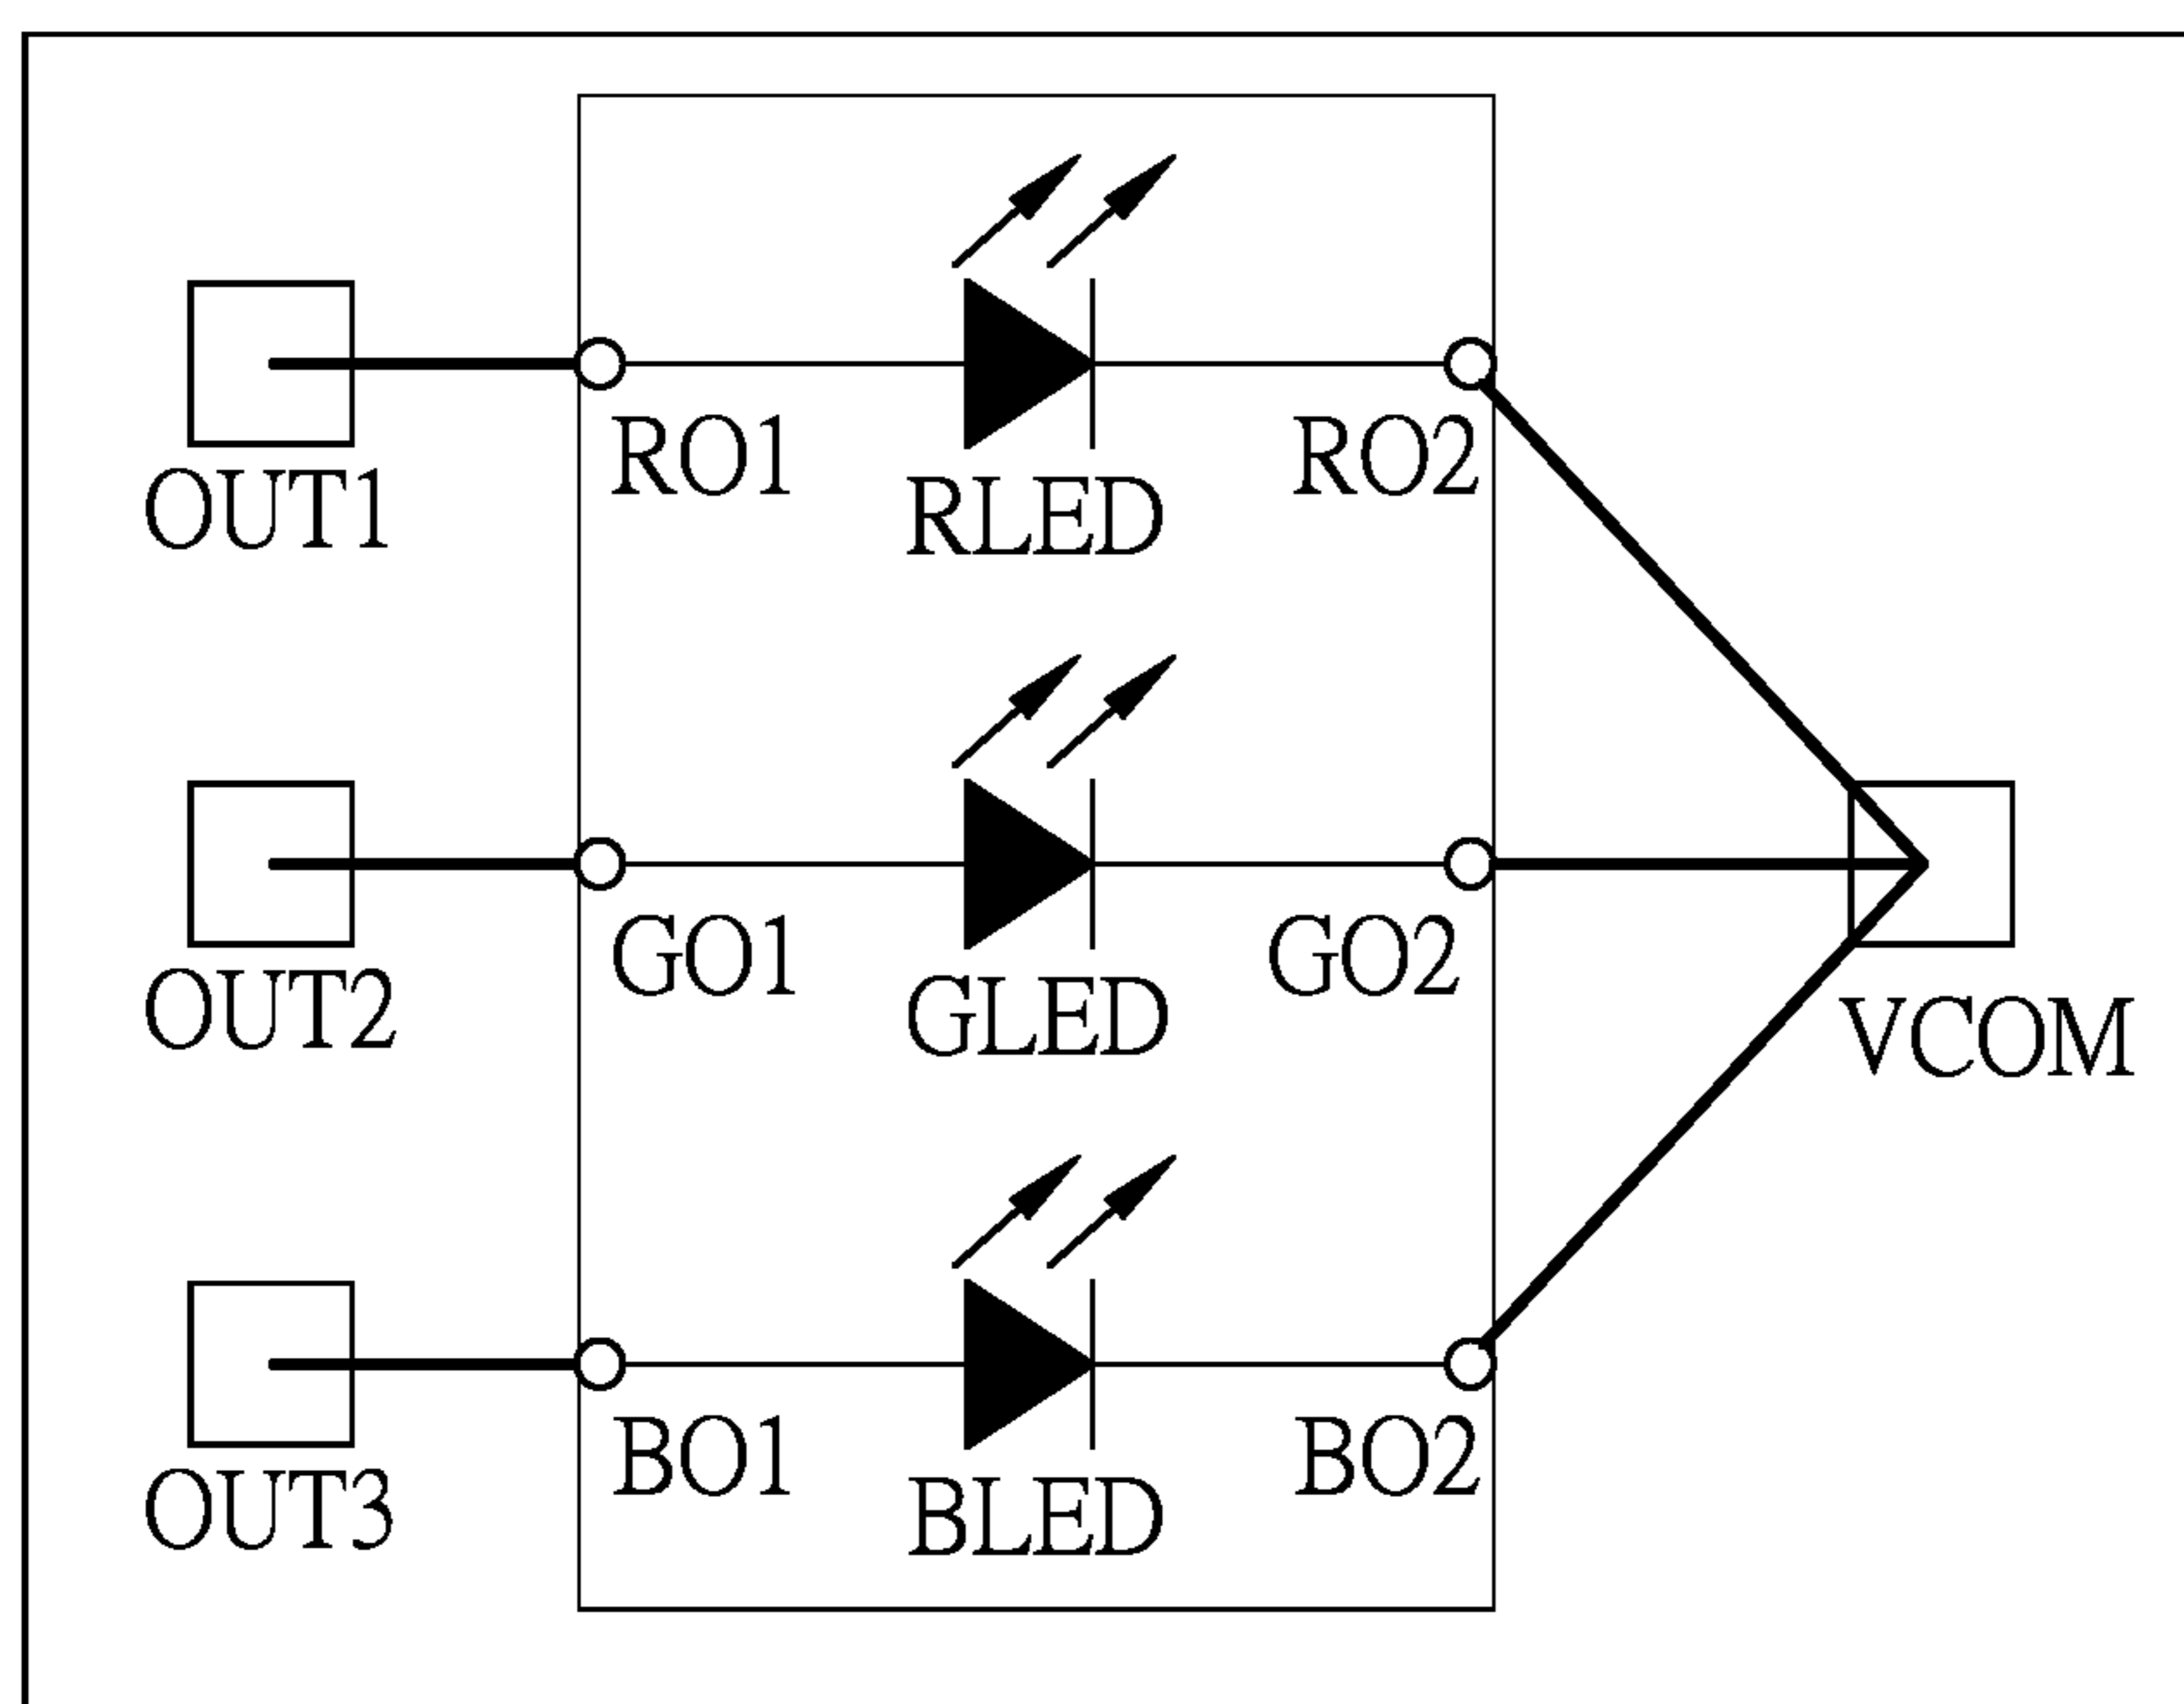 RO1
RO2
OUT1
RLED
GO1
GO2
OUT2
GLED
VCOM
BO1
BO2
OUT3
BLED